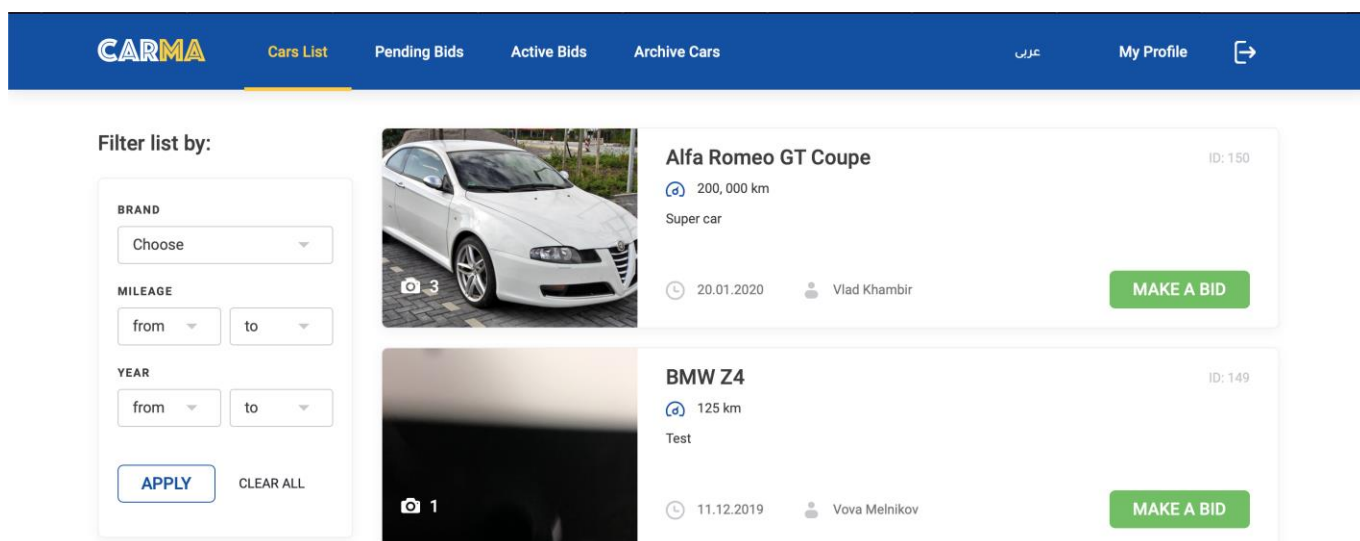 CARMA Cars List Pending Bids Active Bids Archive Cars عربى My Profile
Filter list by:
BRAND
Choose
MILEAGE
from to
YEAR
from to
APPLY CLEAR ALL
3
Alfa Romeo GT Coupe ID: 150
200, 000 km
Super car
20.01.2020 Vlad Khambir MAKE A BID
1
BMW Z4 ID: 149
125 km
Test
11.12.2019 Vova Melnikov MAKE A BID